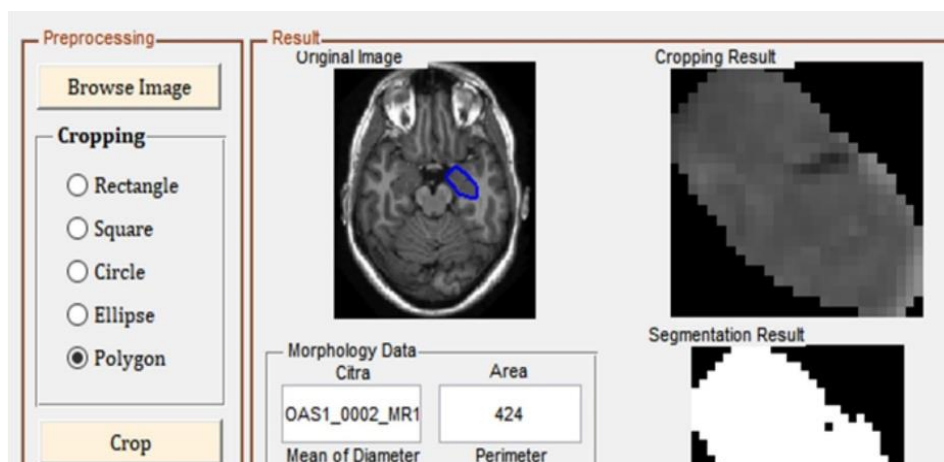 Preprocessing
Browse Image
Cropping
Rectangle
Square
Circle
Ellipse
Polygon
Crop
Result
Original Image
Cropping Result
Segmentation Result
Morphology Data
Citra
Area
OAS1_0002_MR1
424
Mean of Diameter
Perimeter